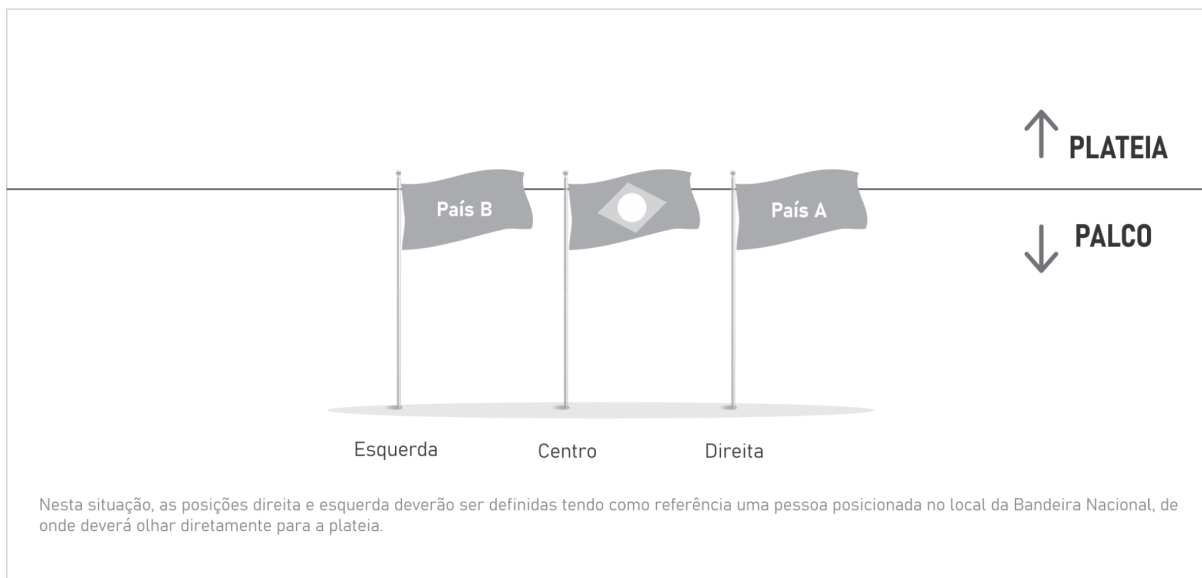 PLATEIA
País B
País A
PALCO
Esquerda
Centro
Direita
Nesta situação, as posições direita e esquerda deverão ser definidas tendo como referência uma pessoa posicionada no local da Bandeira Nacional, de
onde deverá olhar diretamente para a plateia.